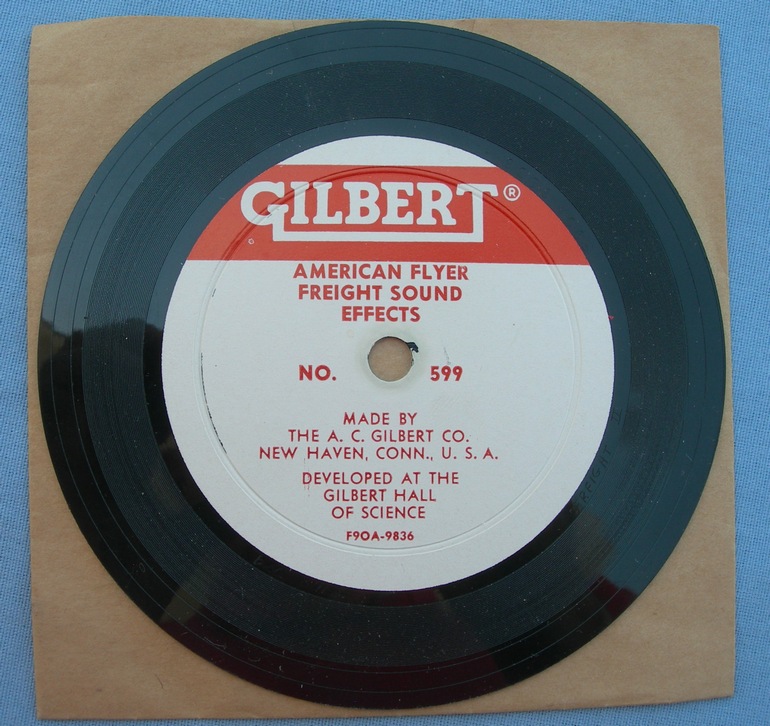 GILBERT®
AMERICAN FLYER
FREIGHT SOUND
EFFECTS
NO. 599
MADE BY
THE A. C. GILBERT CO.
NEW HAVEN, CONN., U. S. A.
DEVELOPED AT THE
GILBERT HALL
OF SCIENCE
F9OA-9836
FREIGHT